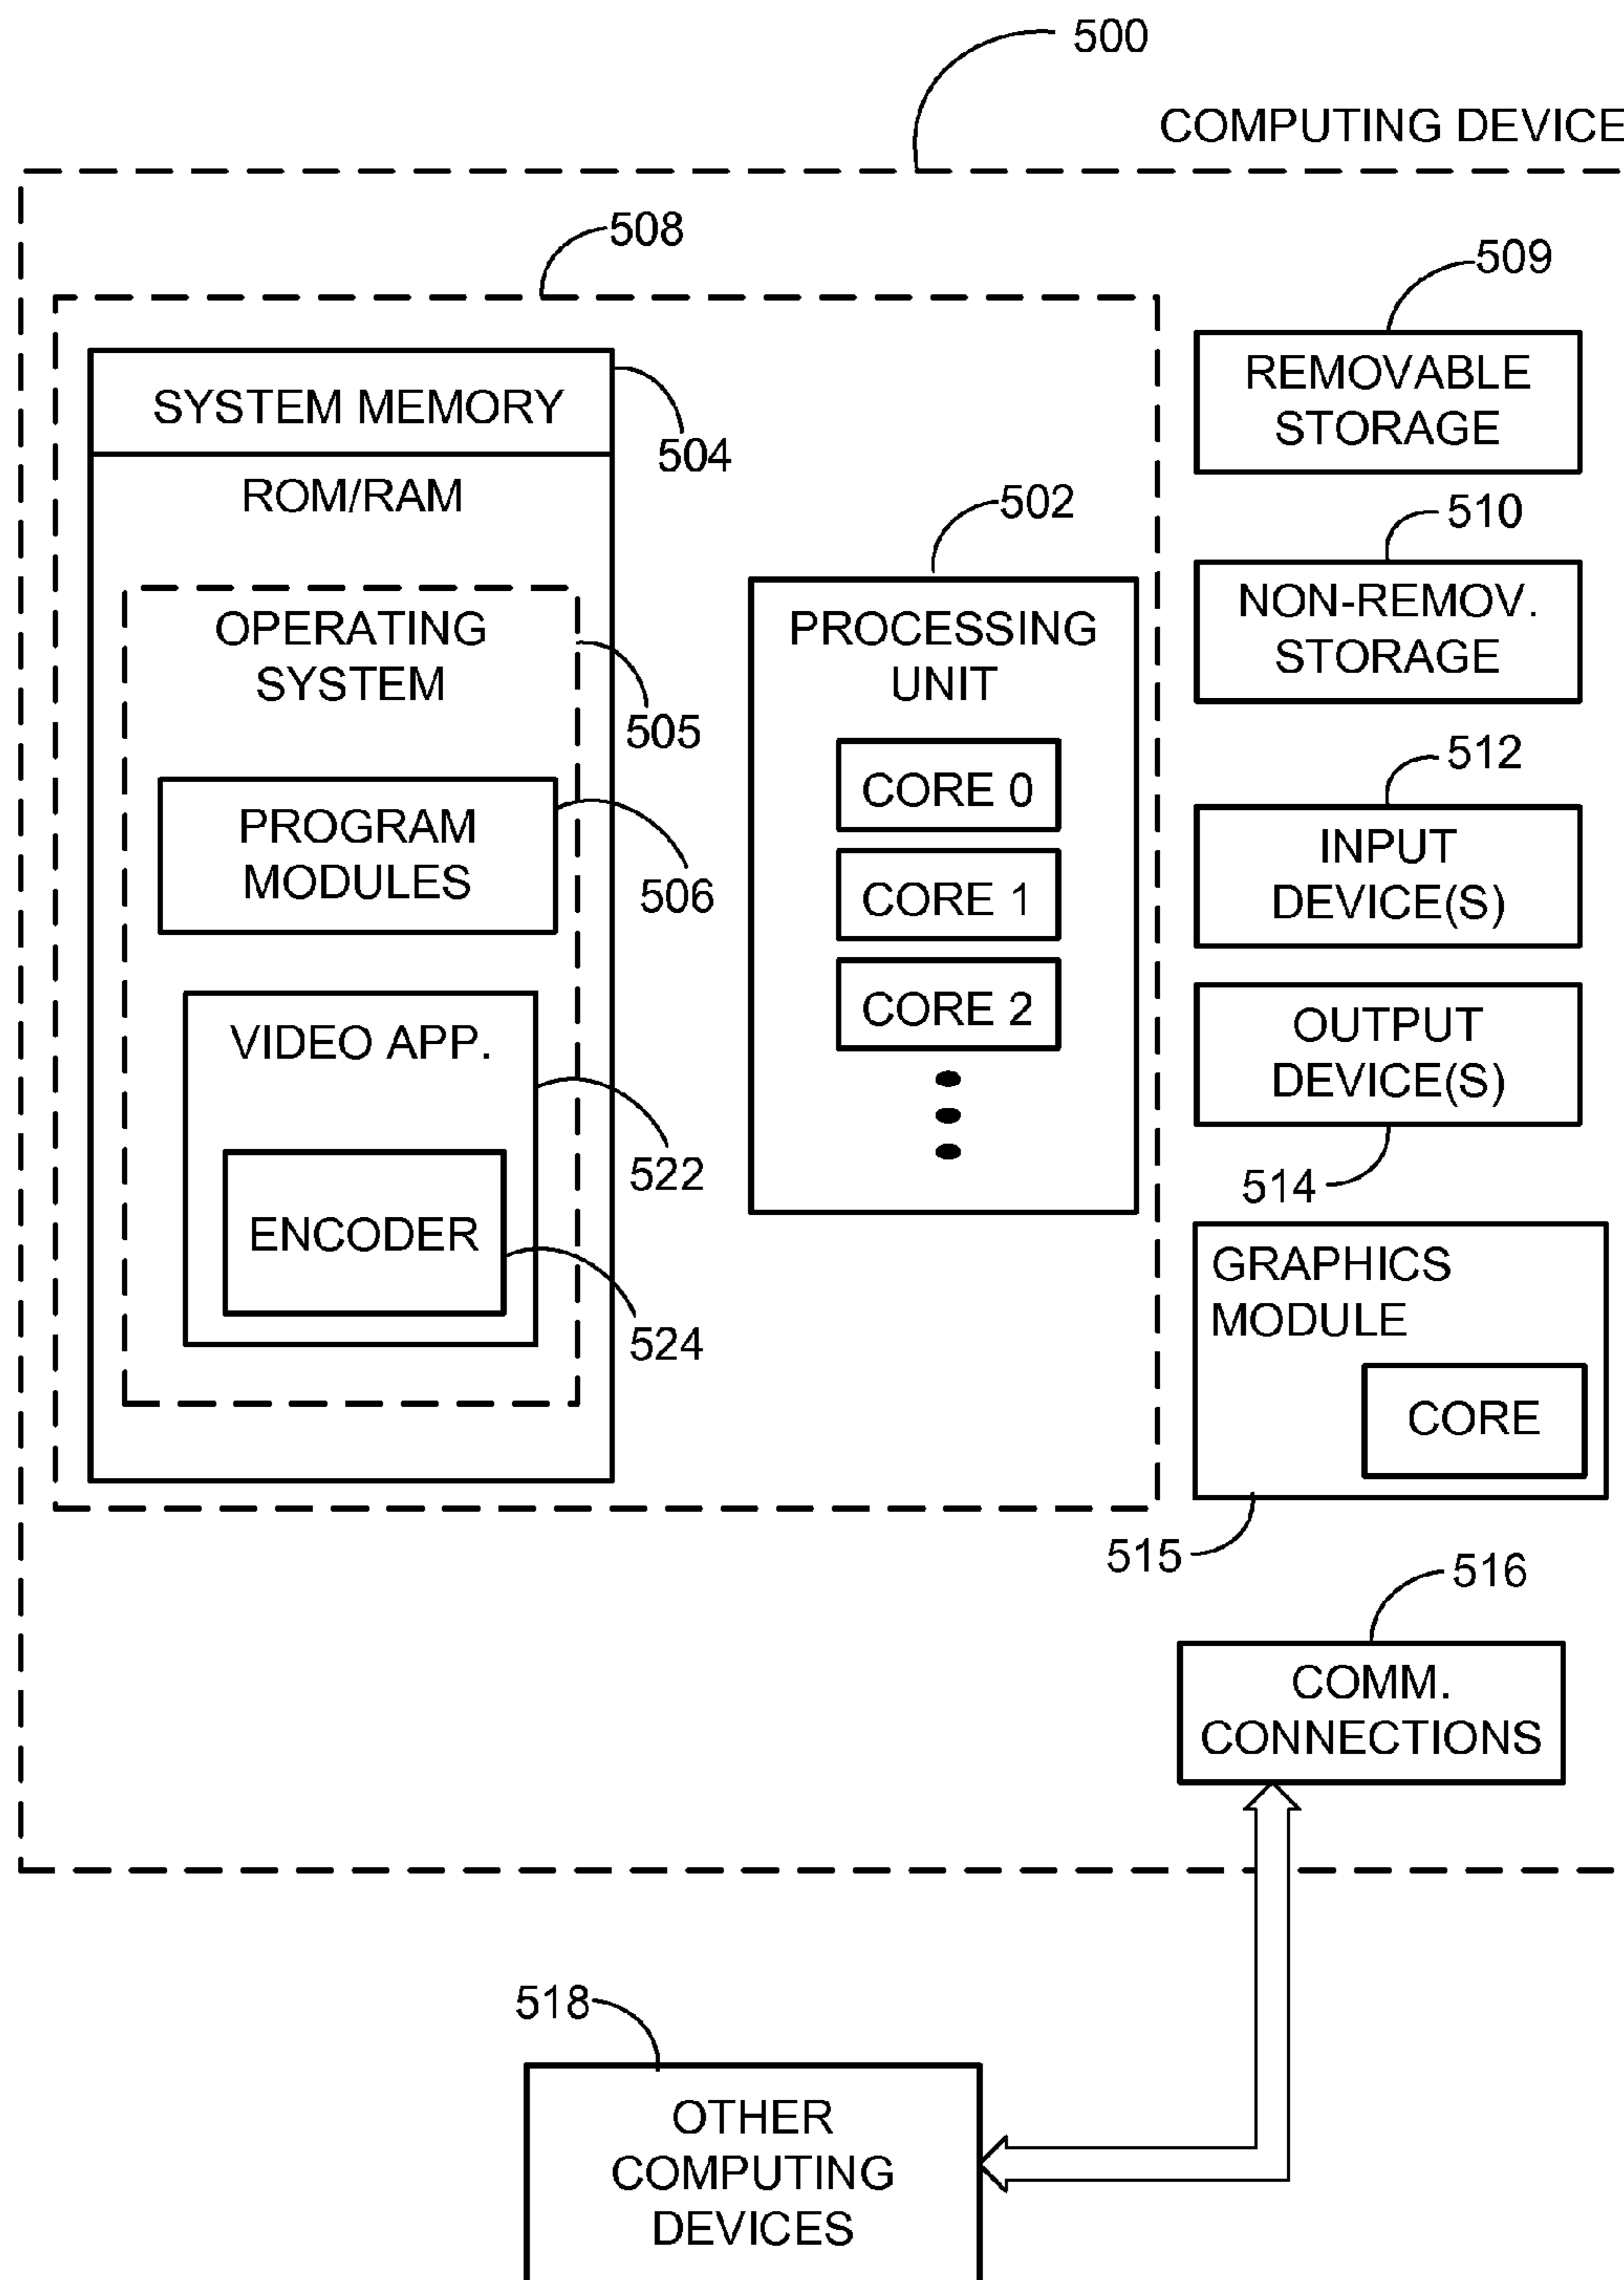 500
COMPUTING DEVICE
508
509
SYSTEM MEMORY
504
ROM/RAM
OPERATING
SYSTEM
505
PROGRAM
MODULES
506
VIDEO APP.
522
ENCODER
524
502
PROCESSING
UNIT
CORE 0
CORE 1
CORE 2
REMOVABLE
STORAGE
510
NON-REMOV.
STORAGE
512
INPUT
DEVICE(S)
OUTPUT
DEVICE(S)
514
GRAPHICS
MODULE
CORE
515
516
COMM.
CONNECTIONS
518
OTHER
COMPUTING
DEVICES